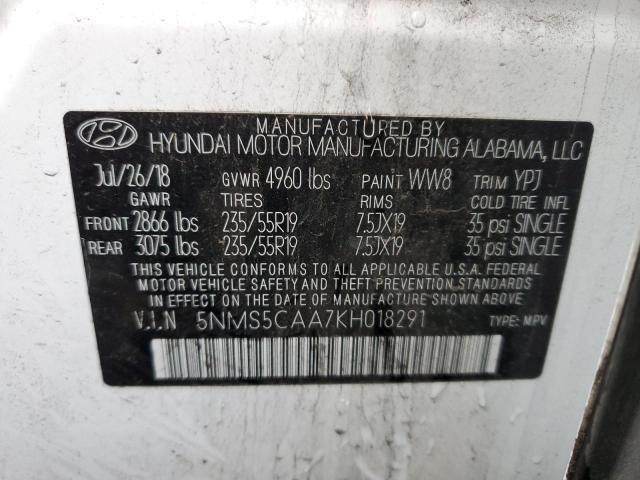 MANUFACTURED BY
HYUNDAI MOTOR MANUFACTURING ALABAMA, LLC
Jul/26/18 GVWR 4960 lbs PAINT WW8 TRIM YPJ
GAWR TIRES RIMS COLD TIRE INFL
FRONT 2866 lbs 235/55R19 7.5JX19 35 psi SINGLE
REAR 3075 lbs 235/55R19 7.5JX19 35 psi SINGLE
THIS VEHICLE CONFORMS TO ALL APPLICABLE U.S.A. FEDERAL
MOTOR VEHICLE SAFETY AND THEFT PREVENTION STANDARDS
IN EFFECT ON THE DATE OF MANUFACTURE SHOWN ABOVE.
V.I.N 5NMS5CAA7KH018291 TYPE: MPV